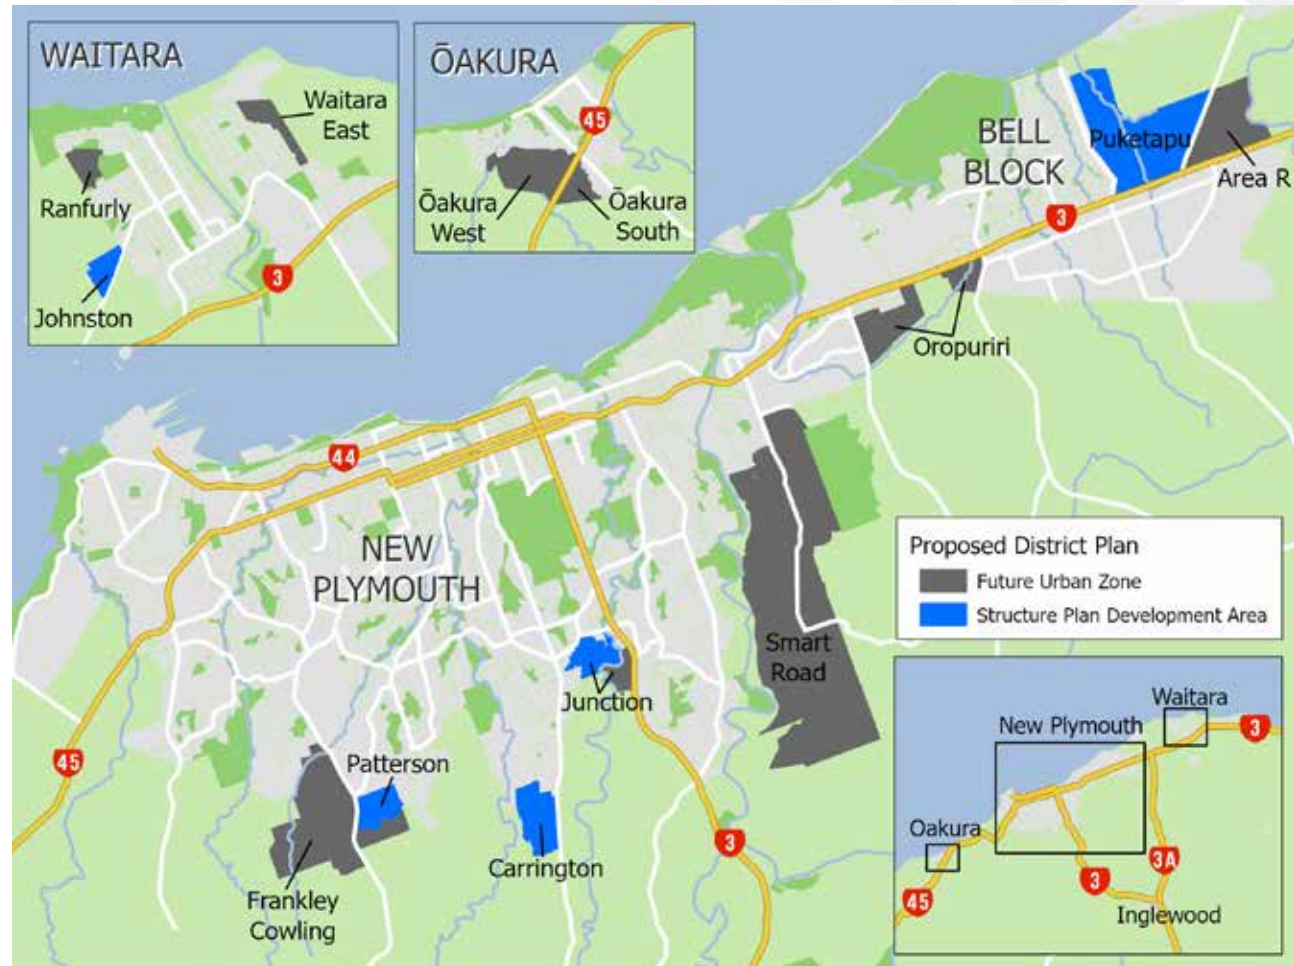 WAITARA
Waitara
East
Ranfurly
Johnston
3
ŌAKURA
45
Ōakura
West
Ōakura
South
BELL
BLOCK
Puketapu
Area R
3
Oropuriri
44
NEW
PLYMOUTH
Smart
Road
Junction
45
Patterson
Carrington
3
Frankley
Cowling
Proposed District Plan
Future Urban Zone
Structure Plan Development Area
Waitara
New Plymouth
3
Oakura
3A
3
45
Inglewood